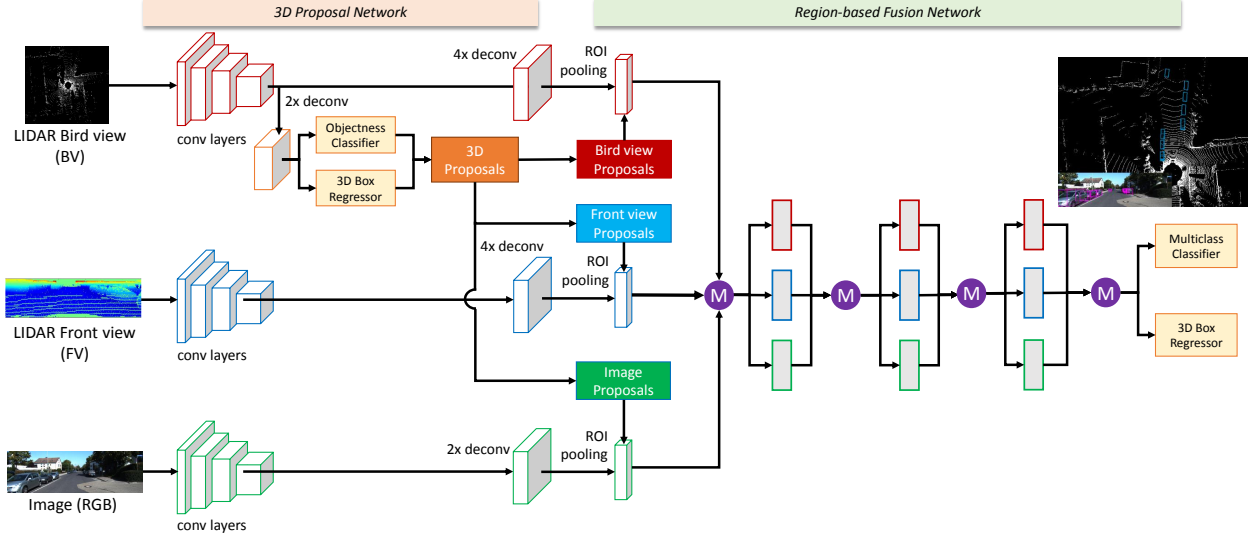 3D Proposal Network
Region-based Fusion Network
LIDAR Bird view
(BV)
conv layers
2x deconv
4x deconv
ROI
pooling
Objectness
Classifier
3D Box
Regressor
3D
Proposals
Bird view
Proposals
Front view
Proposals
LIDAR Front view
(FV)
conv layers
4x deconv
ROI
pooling
Image
Proposals
Image (RGB)
conv layers
2x deconv
ROI
pooling
M
M
M
M
Multiclass
Classifier
3D Box
Regressor